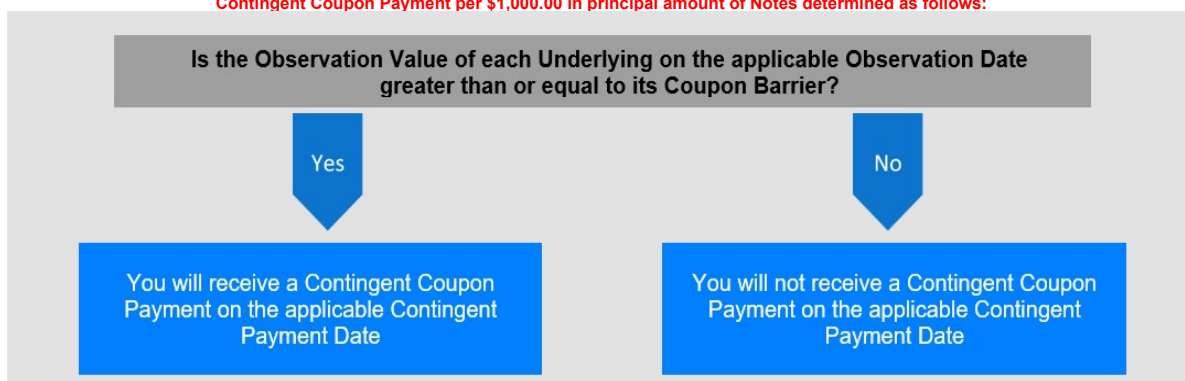 Contingent Coupon Payment per $1,000.00 in principal amount of Notes determined as follows:
Is the Observation Value of each Underlying on the applicable Observation Date
greater than or equal to its Coupon Barrier?
Yes
No
You will receive a Contingent Coupon
Payment on the applicable Contingent
Payment Date
You will not receive a Contingent Coupon
Payment on the applicable Contingent
Payment Date